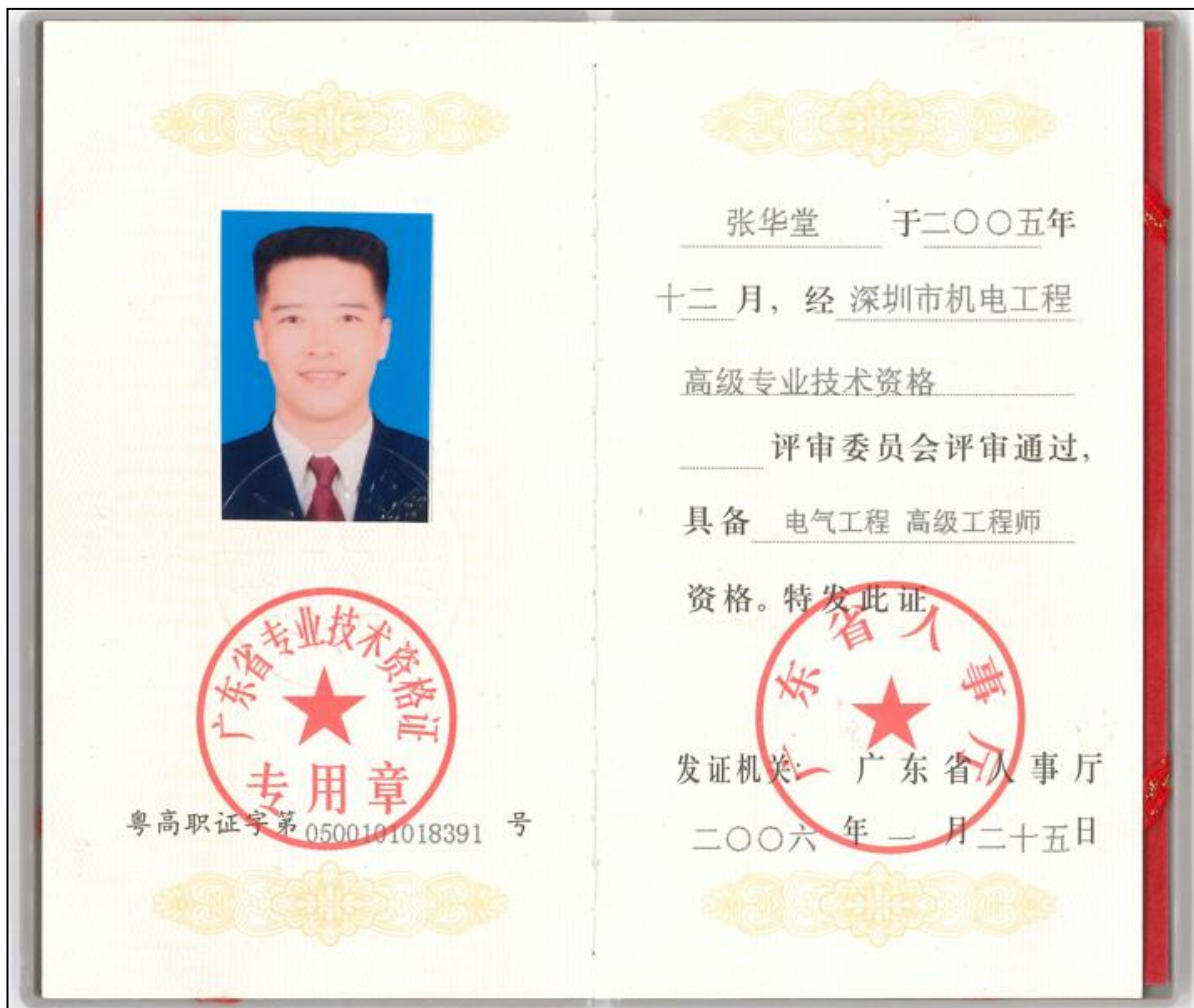 广东省专业技术资格证
专用章
粤高职证字第 0500101018391 号
张华堂 于二〇〇五年
十二月，经 深圳市机电工程
高级专业技术资格
评审委员会评审通过，
具备 电气工程 高级工程师
资格。特发此证
广东省人事厅
发证机关： 广东省人事厅
二〇〇六 年 一 月 二十五日